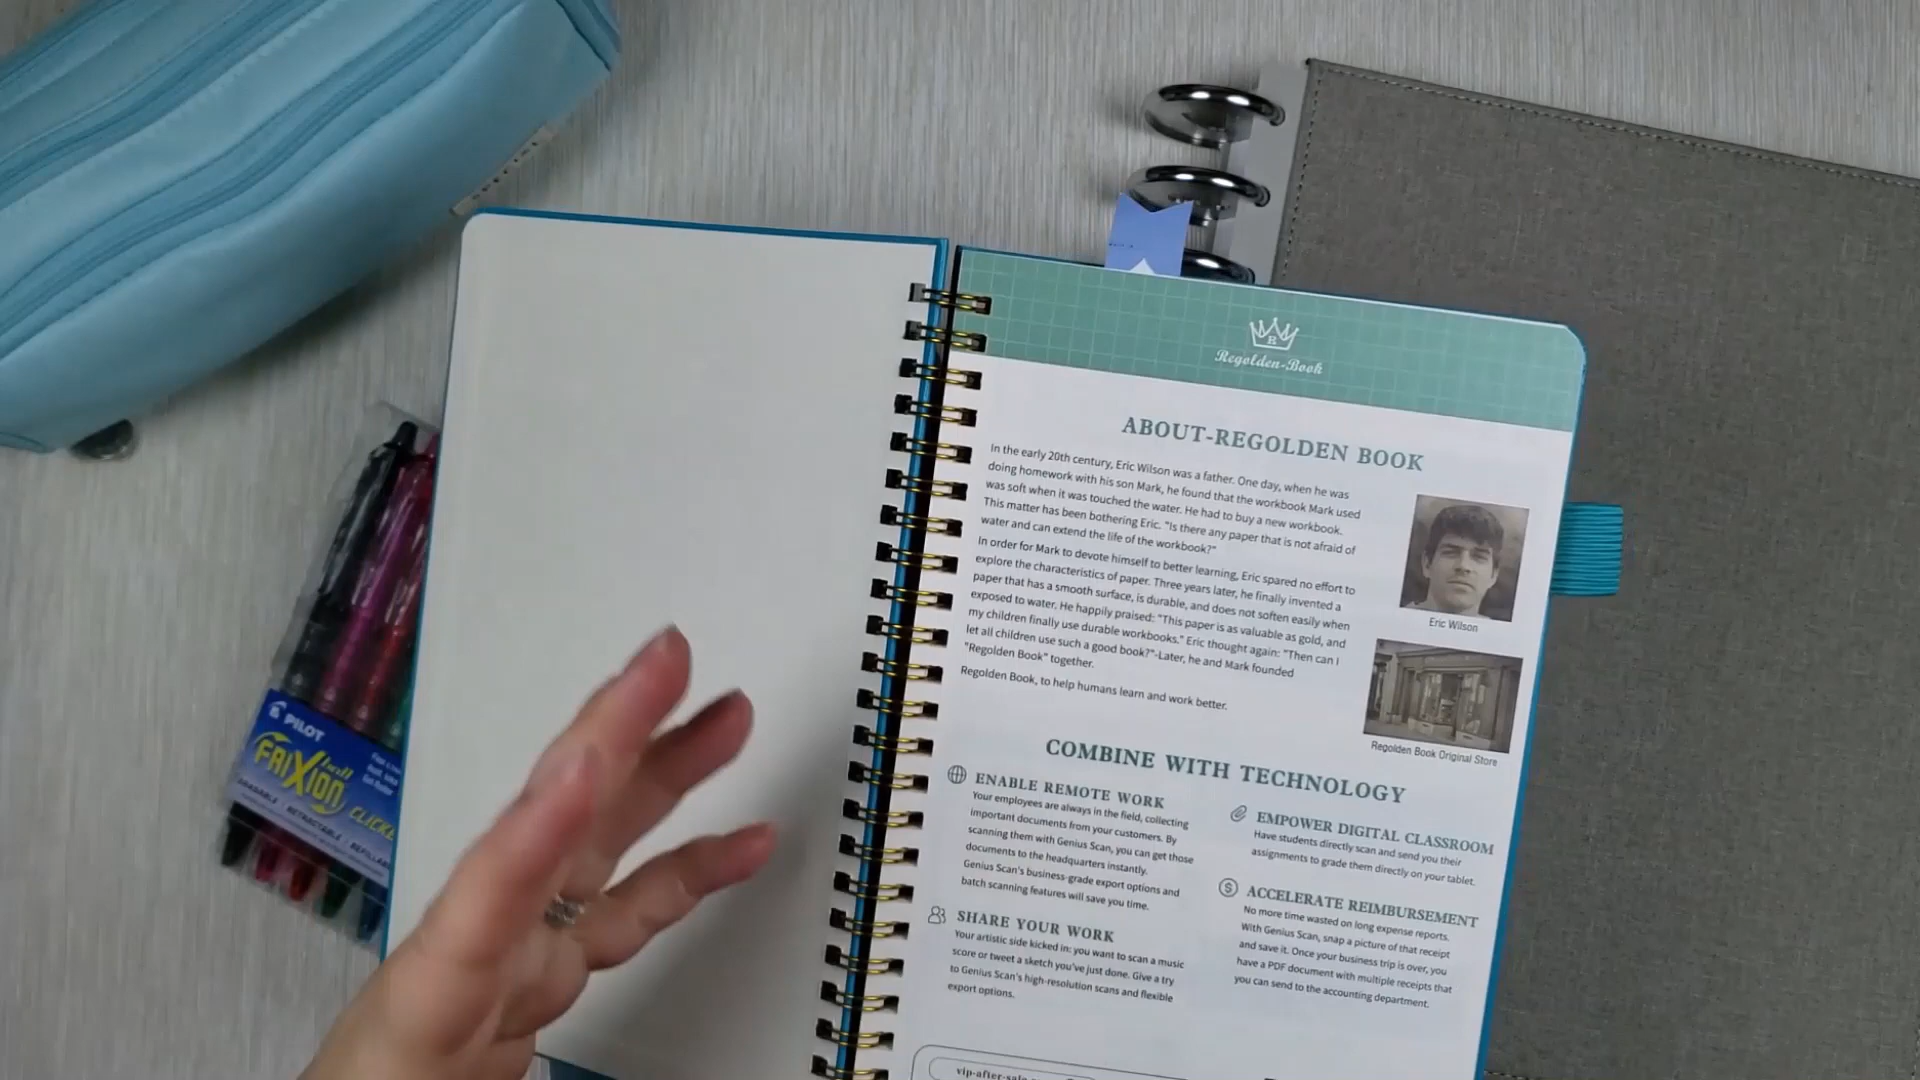 Regolden-Book
ABOUT-REGOLDEN BOOK
In the early 20th century, Eric Wilson was a father. One day, when he was
doing homework with his son Mark, he found that the workbook Mark used
was soft when it was touched the water. He had to buy a new workbook.
This matter has been bothering Eric. "Is there any paper that is not afraid of
water and can extend the life of the workbook?"
In order for Mark to devote himself to better learning, Eric spared no effort to
explore the characteristics of paper. Three years later, he finally invented a
paper that has a smooth surface, is durable, and does not soften easily when
exposed to water. He happily praised: "This paper is as valuable as gold, and
my children finally use durable workbooks." Eric thought again: "Then can I
let all children use such a good book?"-Later, he and Mark founded
"Regolden Book" together.
Regolden Book, to help humans learn and work better.
Eric Wilson
Regolden Book Original Store
COMBINE WITH TECHNOLOGY
ENABLE REMOTE WORK
Your employees are always in the field, collecting
important documents from your customers. By
scanning them with Genius Scan, you can get those
documents to the headquarters instantly.
Genius Scan's business-grade export options and
batch scanning features will save you time.
SHARE YOUR WORK
Your artistic side kicked in: you want to scan a music
score or tweet a sketch you've just done. Give a try
to Genius Scan's high-resolution scans and flexible
export options.
EMPOWER DIGITAL CLASSROOM
Have students directly scan and send you their
assignments to grade them directly on your tablet.
ACCELERATE REIMBURSEMENT
No more time wasted on long expense reports.
With Genius Scan, snap a picture of that receipt
and save it. Once your business trip is over, you
have a PDF document with multiple receipts that
you can send to the accounting department.
vip-after-sale
PILOT
FRIXION ball
CLICKE
ERASABLE RETRACTABLE REFILLAB